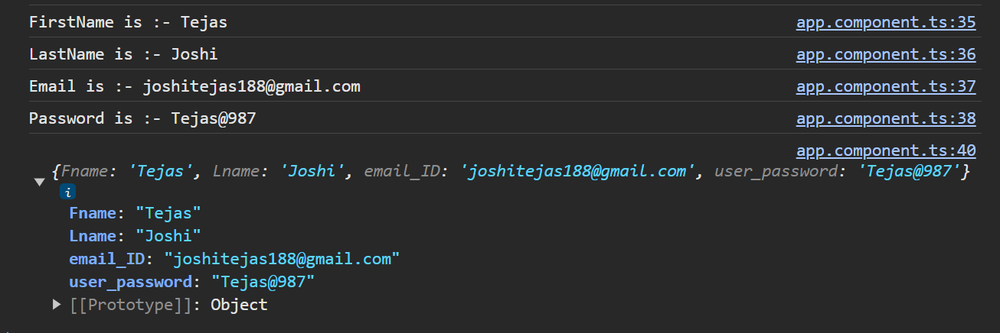 FirstName is :- Tejas app.component.ts:35
LastName is :- Joshi app.component.ts:36
Email is :- joshitejas188@gmail.com app.component.ts:37
Password is :- Tejas@987 app.component.ts:38
app.component.ts:40
{Fname: 'Tejas', Lname: 'Joshi', email_ID: 'joshitejas188@gmail.com', user_password: 'Tejas@987'}
i
Fname: "Tejas"
Lname: "Joshi"
email_ID: "joshitejas188@gmail.com"
user_password: "Tejas@987"
[[Prototype]]: Object